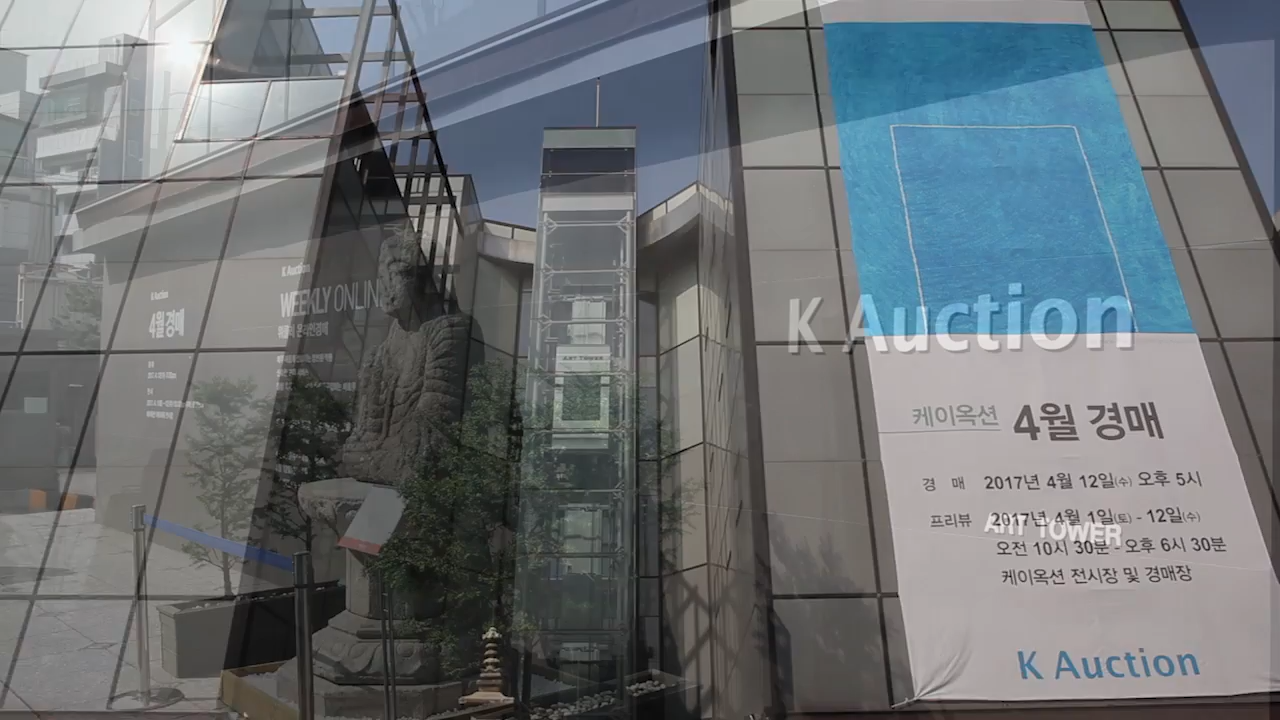 K Auction
WEEKLY ONLIN
K Auction
4월 경매
ART TOWER
K Auction
케이옥션 4월 경매
경 매 2017년 4월 12일(수) 오후 5시
프리뷰 2017년 4월 1일(토) - 12일(수)
ART TOWER
오전 10시 30분 - 오후 6시 30분
케이옥션 전시장 및 경매장
K Auction